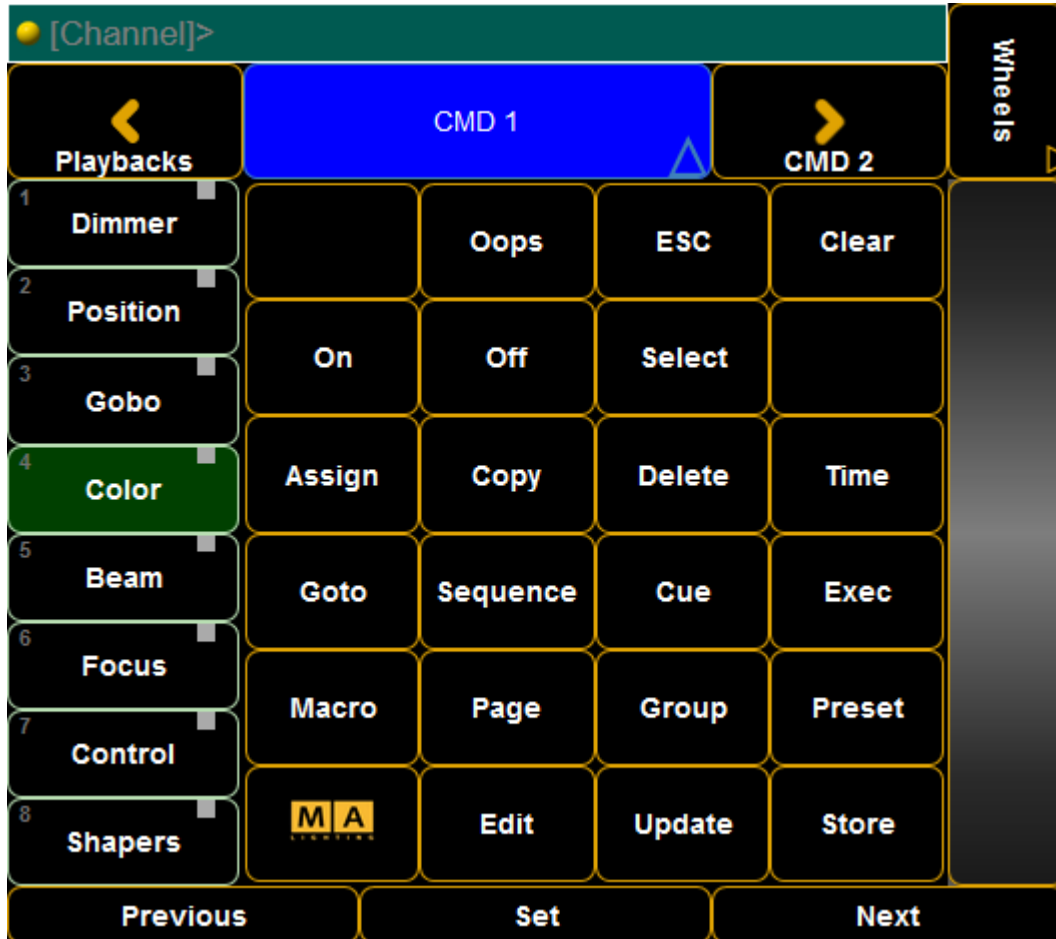 [Channel]>
Wheels
Playbacks
CMD 1
CMD 2
1 Dimmer
Oops ESC Clear
2 Position
On Off Select
3 Gobo
4 Color
Assign Copy Delete Time
5 Beam
Goto Sequence Cue Exec
6 Focus
Macro Page Group Preset
7 Control
8 Shapers
MA
LIGHTING
Edit Update Store
Previous Set Next